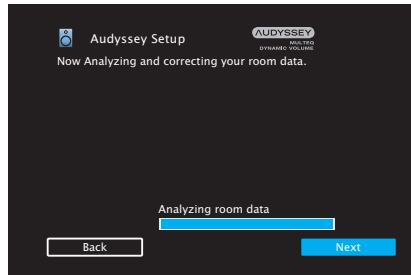 Audyssey Setup
AUDYSSEY
MULTEQ
DYNAMIC VOLUME
Now Analyzing and correcting your room data.
Analyzing room data
Back
Next